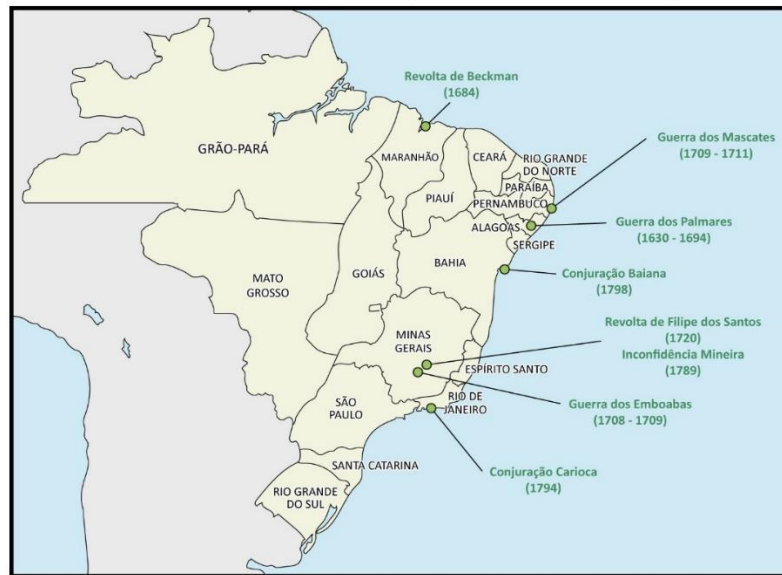 Revolta de Beckman
(1684)
GRÃO-PARÁ
MARANHÃO
CEARÁ
RIO GRANDE
DO NORTE
Guerra dos Mascates
(1709 - 1711)
PARAÍBA
PIAUÍ
PERNAMBUCO
ALAGOAS
Guerra dos Palmares
(1630 - 1694)
SERGIPE
BAHIA
GOIÁS
MATO
GROSSO
Conjuração Baiana
(1798)
MINAS
GERAIS
Revolta de Filipe dos Santos
(1720)
Inconfidência Mineira
(1789)
ESPÍRITO SANTO
SÃO
PAULO
RIO DE
JANEIRO
Guerra dos Emboabas
(1708 - 1709)
SANTA CATARINA
Conjuração Carioca
(1794)
RIO GRANDE
DO SUL